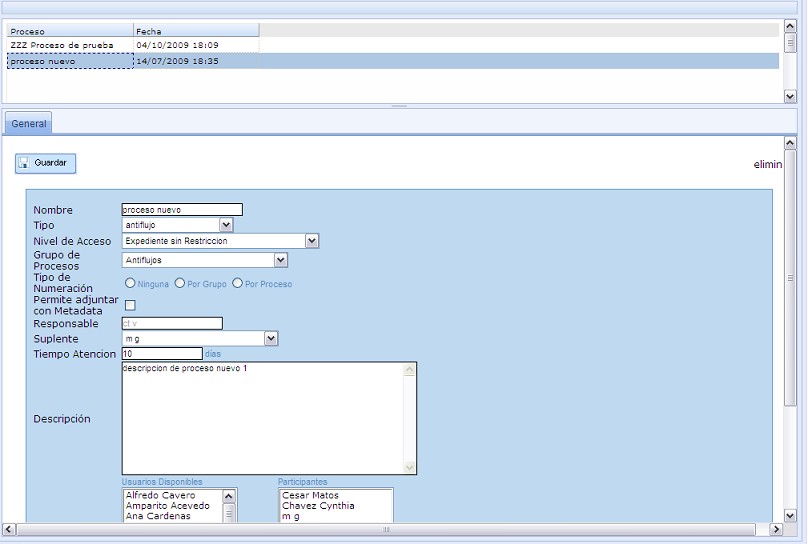 Proceso Fecha
ZZZ Proceso de prueba 04/10/2009 18:09
proceso nuevo 14/07/2009 18:35
General
Guardar
elimin
Nombre proceso nuevo
Tipo antiflujo
Nivel de Acceso Expediente sin Restriccion
Grupo de
Procesos Antiflujos
Tipo de
Numeración Ninguna Por Grupo Por Proceso
Permite adjuntar
con Metadata
Responsable ct v
Suplente m g
Tiempo Atencion 10 días
descripcion de proceso nuevo 1
Descripción
Usuarios Disponibles Participantes
Alfredo Cavero Cesar Matos
Amparito Acevedo Chavez Cynthia
Ana Cardenas m g